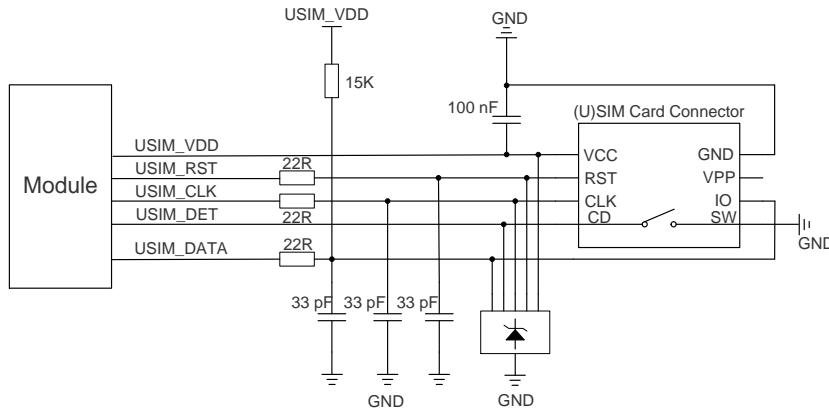 USIM_VDD
GND
15K
100 nF
(U)SIM Card Connector
Module
USIM_VDD
USIM_RST
22R
USIM_CLK
USIM_DET
22R
USIM_DATA
22R
VCC
GND
RST
VPP
CLK
IO
CD
SW
GND
33 pF
33 pF
33 pF
GND
GND